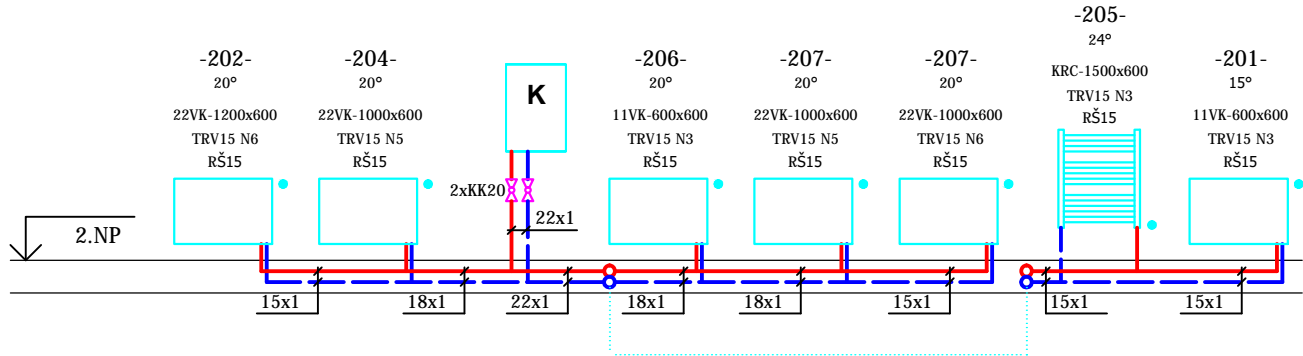 -202-
20°
22VK-1200x600
TRV15 N6
RŠ15
-204-
20°
22VK-1000x600
TRV15 N5
RŠ15
K
2xKK20
22x1
-206-
20°
11VK-600x600
TRV15 N3
RŠ15
-207-
20°
22VK-1000x600
TRV15 N5
RŠ15
-207-
20°
22VK-1000x600
TRV15 N6
RŠ15
-205-
24°
KRC-1500x600
TRV15 N3
RŠ15
-201-
15°
11VK-600x600
TRV15 N3
RŠ15
2.NP
15x1
18x1
22x1
18x1
18x1
15x1
15x1
15x1